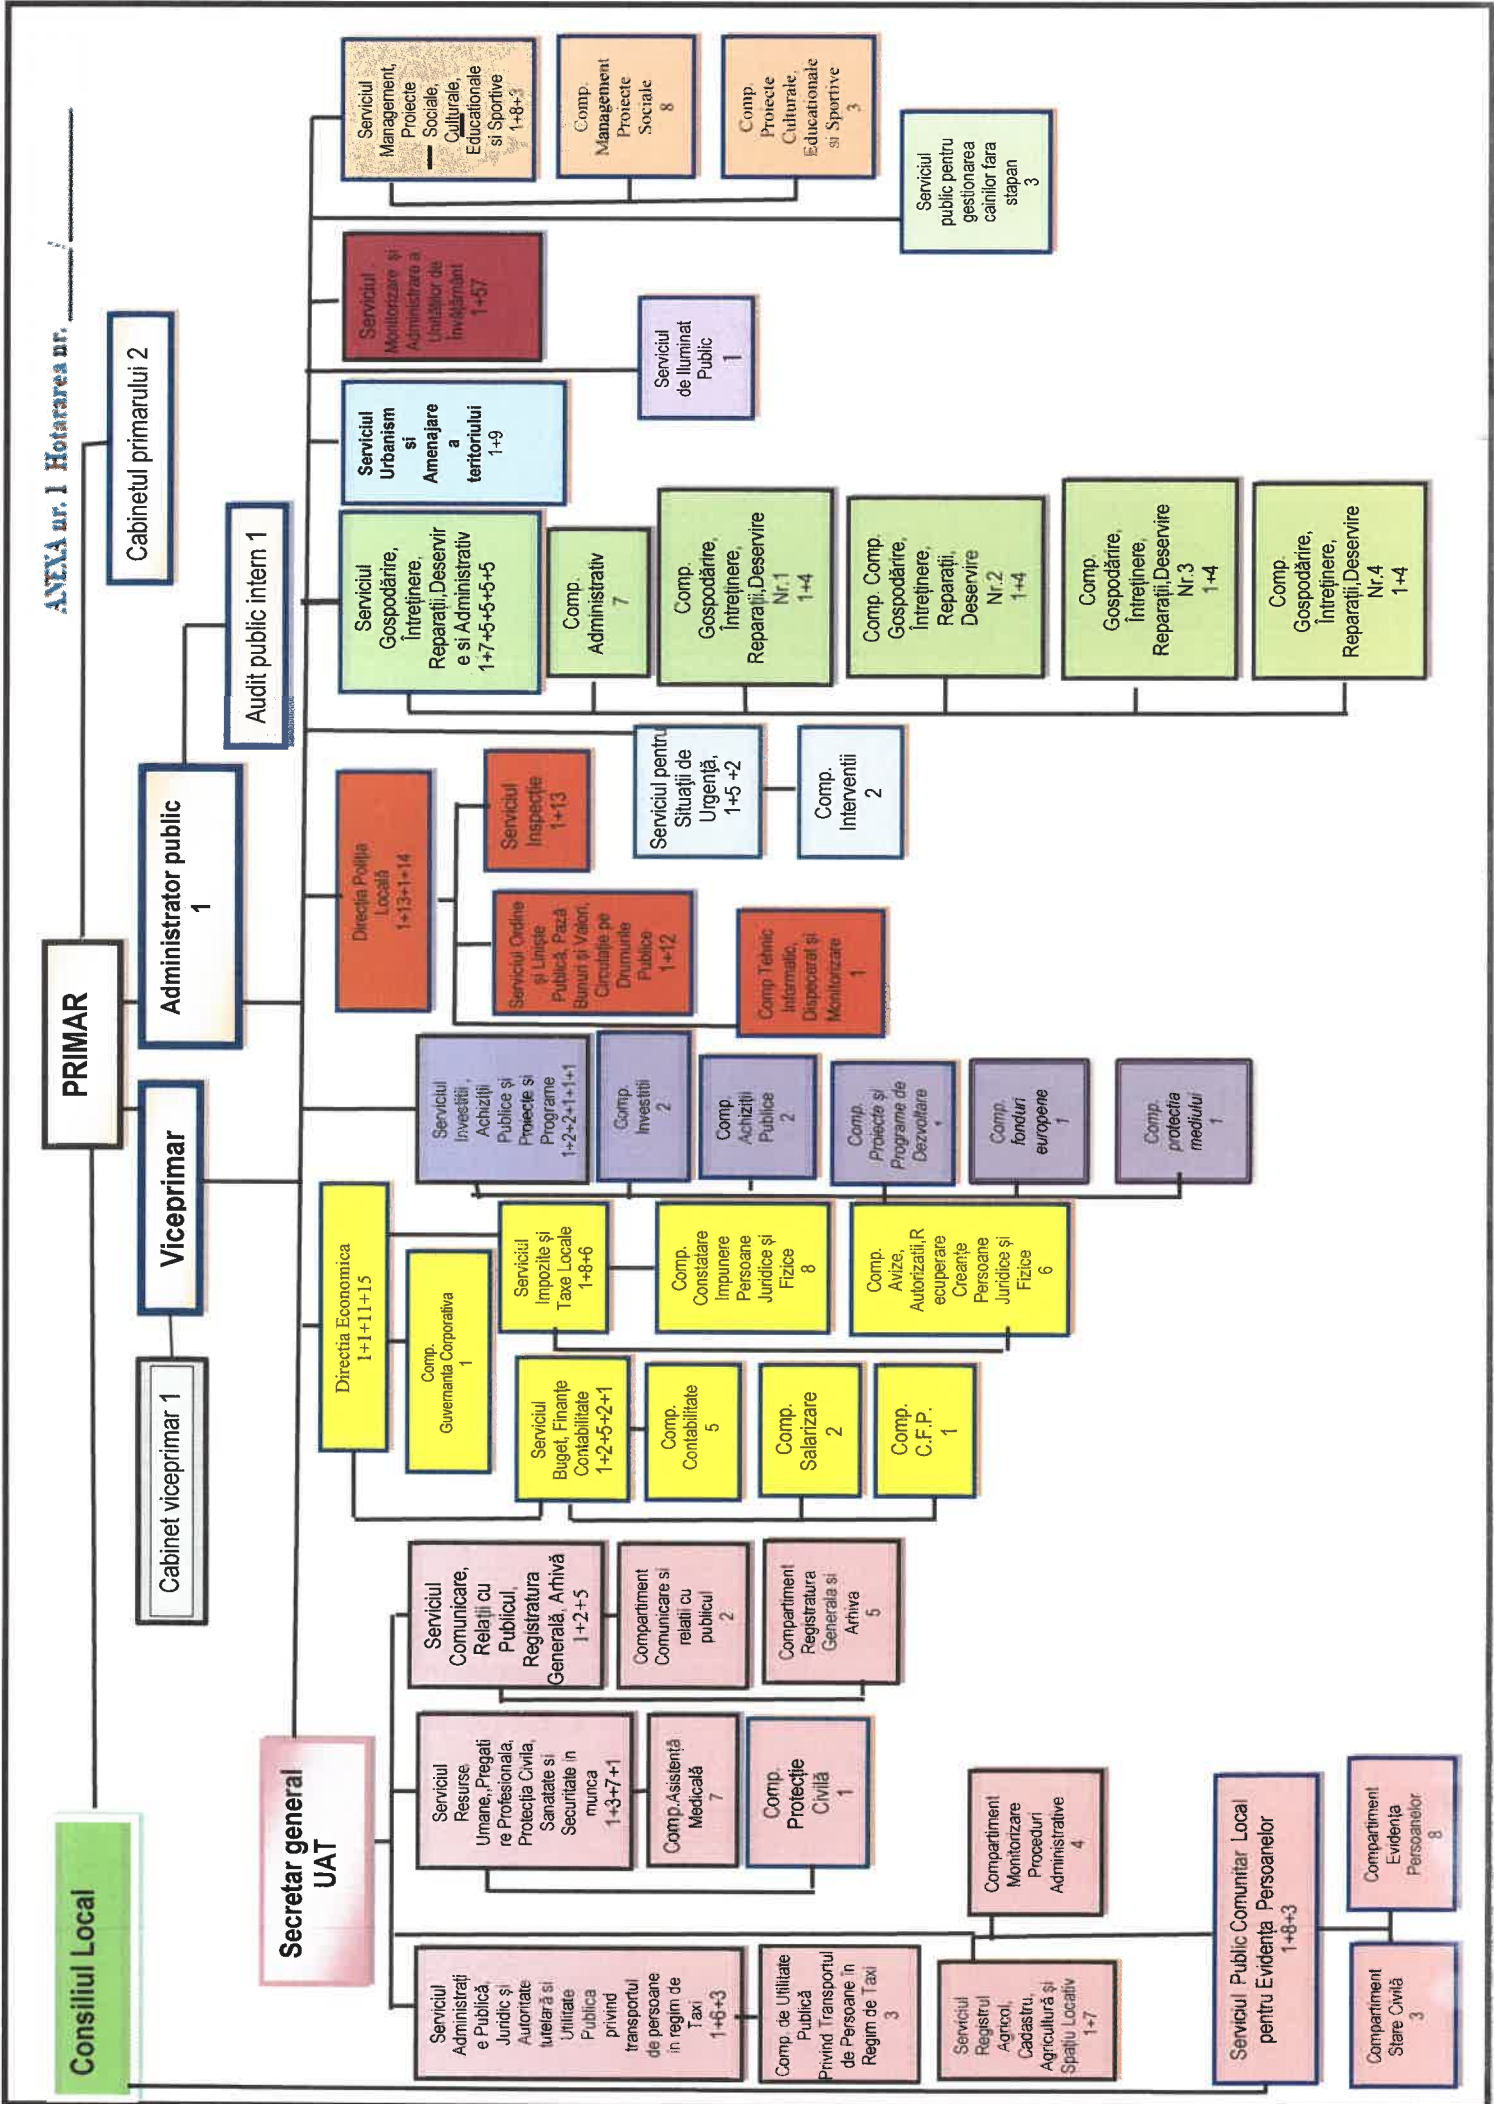 ANEXA nr. 1 Hotararea nr. ______/______
Consiliul Local
PRIMAR
Cabinetul primarului 2
Cabinet viceprimar 1
Viceprimar
Administrator public
1
Audit public intern 1
Secretar general
UAT
Serviciul
Administrați
e Publică,
Juridic și
Autoritate
tutelară si
Utilitate
Publica
privind
transportul
de persoane
in regim de
Taxi
1+6+3
Comp. de Utilitate
Publică
Privind Transportul
de Persoane în
Regim de Taxi
3
Serviciul
Registrul
Agricol,
Cadastru,
Agricultură și
Spațiu Locativ
1+7
Compartiment
Monitorizare
Proceduri
Administrative
4
Serviciul Public Comunitar Local
pentru Evidența Persoanelor
1+8+3
Compartiment
Stare Civilă
3
Compartiment
Evidența
Persoanelor
8
Serviciul
Resurse
Umane,,Pregati
re Profesionala,
Protecția Civila,
Sanatate si
Securitate in
munca
1+3+7+1
Comp.Asistență
Medicală
7
Comp.
Protecție
Civilă
1
Serviciul
Comunicare,
Relații cu
Publicul,
Registratura
Generală, Arhivă
1+2+5
Compartiment
Comunicare si
relatii cu
publicul
2
Compartiment
Registratura
Generala si
Arhiva
5
Directia Economica
1+1+11+15
Comp.
Guvernanta Corporativa
1
Serviciul
Buget, Finanțe
Contabilitate
1+2+5+2+1
Comp.
Contabilitate
5
Comp.
Salarizare
2
Comp.
C.F.P.
1
Serviciul
Impozite și
Taxe Locale
1+8+6
Comp.
Constatare
Impunere
Persoane
Juridice și
Fizice
8
Comp.
Avize,
Autorizatii,R
ecuperare
Creanțe
Persoane
Juridice și
Fizice
6
Serviciul
Investitii ,
Achiziții
Publice și
Proiecte si
Programe
1+2+2+1+1+1
Comp.
Investitii
2
Comp.
Achiziții
Publice
2
Comp.
Proiecte și
Programe de
Dezvoltare
Comp.
fonduri
europene
1
Comp.
protectia
mediului
1
Direcția Poliția
Locală
1+13+1+14
Serviciul Ordine
și Liniște
Publică, Pază
Bunuri și Valori,
Circulație pe
Drumurile
Publice
1+12
Serviciul
Inspecție
1+13
Comp Tehnic
Informatic,
Dispecerat și
Monitorizare
1
Serviciul pentru
Situații de
Urgență,
1+5 +2
Comp.
Interventii
2
Serviciul
Gospodărire,
Întreținere,
Reparații,Deservir
e si Administrativ
1+7+5+5+5+5
Comp.
Administrativ
7
Comp.
Gospodărire,
Întreținere,
Reparații,Deservire
Nr.1
1+4
Comp. Comp.
Gospodărire,
Întreținere,
Reparații,
Deservire
Nr.2
1+4
Comp.
Gospodărire,
Întreținere,
Reparații,Deservire
Nr.3
1+4
Comp.
Gospodărire,
Întreținere,
Reparații,Deservire
Nr.4
1+4
Serviciul
Urbanism
si
Amenajare
a
teritoriului
1+9
Serviciul
de Iluminat
Public
1
Serviciul
Monitorizare și
Administrare a
Unităților de
Învățământ
1+57
Serviciul
Management,
Proiecte
Sociale,
Culturale,
Educationale
si Sportive
1+8+3
Comp.
Management
Proiecte
Sociale
8
Comp.
Proiecte
Culturale,
Educationale
si Sportive
3
Serviciul
public pentru
gestionarea
cainilor fara
stapan
3